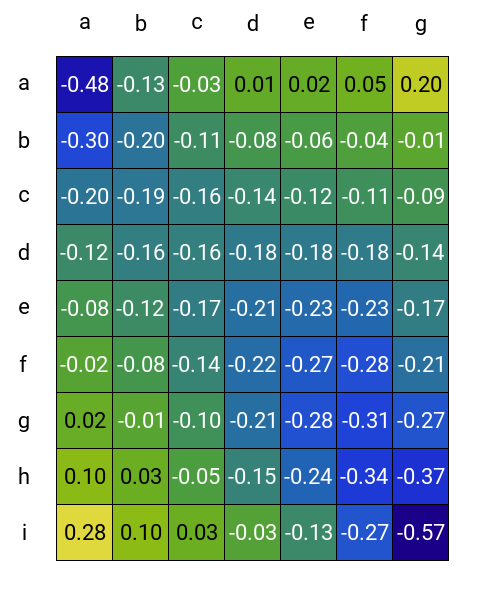 a b c d e f g
a -0.48 -0.13 -0.03 0.01 0.02 0.05 0.20
b -0.30 -0.20 -0.11 -0.08 -0.06 -0.04 -0.01
c -0.20 -0.19 -0.16 -0.14 -0.12 -0.11 -0.09
d -0.12 -0.16 -0.16 -0.18 -0.18 -0.18 -0.14
e -0.08 -0.12 -0.17 -0.21 -0.23 -0.23 -0.17
f -0.02 -0.08 -0.14 -0.22 -0.27 -0.28 -0.21
g 0.02 -0.01 -0.10 -0.21 -0.28 -0.31 -0.27
h 0.10 0.03 -0.05 -0.15 -0.24 -0.34 -0.37
i 0.28 0.10 0.03 -0.03 -0.13 -0.27 -0.57